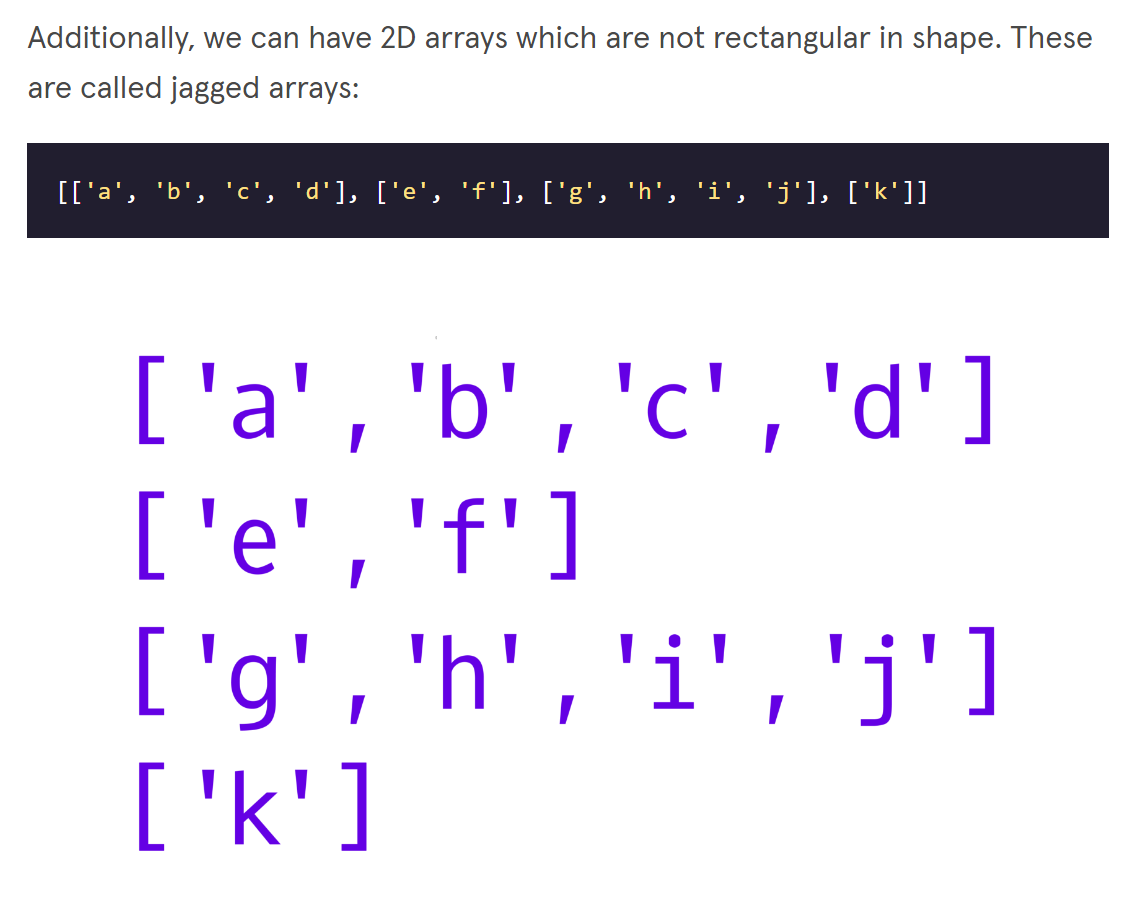 Additionally, we can have 2D arrays which are not rectangular in shape. These
are called jagged arrays:
[['a', 'b', 'c', 'd'], ['e', 'f'], ['g', 'h', 'i', 'j'], ['k']]
['a','b','c','d']
['e','f']
['g','h','i','j']
['k']